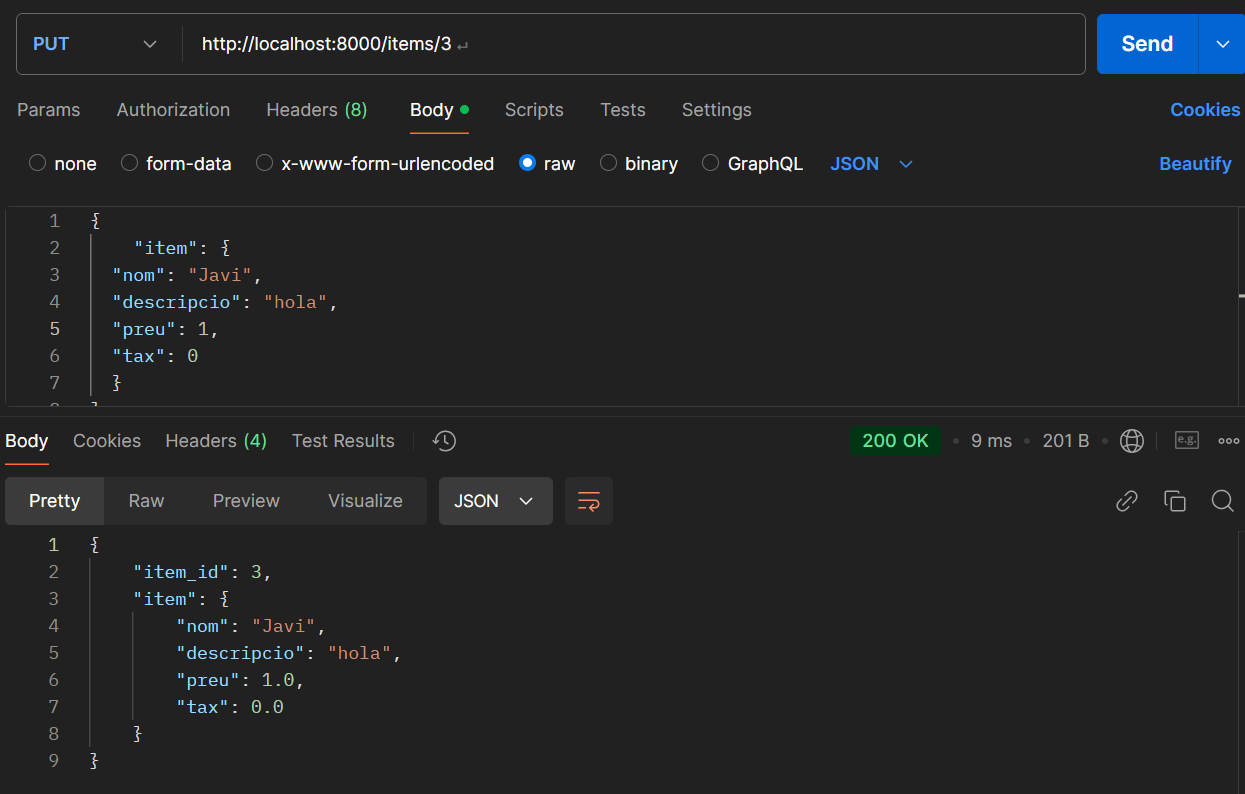 PUT http://localhost:8000/items/3 Send
Params Authorization Headers (8) Body Scripts Tests Settings Cookies
none form-data x-www-form-urlencoded raw binary GraphQL JSON Beautify
1 {
2 "item": {
3 "nom": "Javi",
4 "descripcio": "hola",
5 "preu": 1,
6 "tax": 0
7 }
Body Cookies Headers (4) Test Results 200 OK • 9 ms • 201 B • e.g.
Pretty Raw Preview Visualize JSON
1 {
2 "item_id": 3,
3 "item": {
4 "nom": "Javi",
5 "descripcio": "hola",
6 "preu": 1.0,
7 "tax": 0.0
8 }
9 }